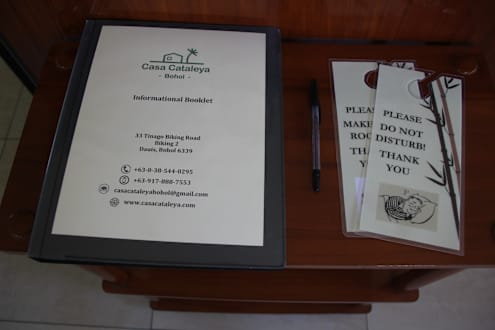 Casa Cataleya
- Bohol -
Informational Booklet
33 Tinago Biking Road
Biking 2
Dauis, Bohol 6339
+63-0-38-544-0295
+63-917-888-7553
casacataleyabohol@gmail.com
www.casacataleya.com
PLEASE
MAKE
ROO
THANK
YOU
PLEASE
DO NOT
DISTURB!
THANK
YOU